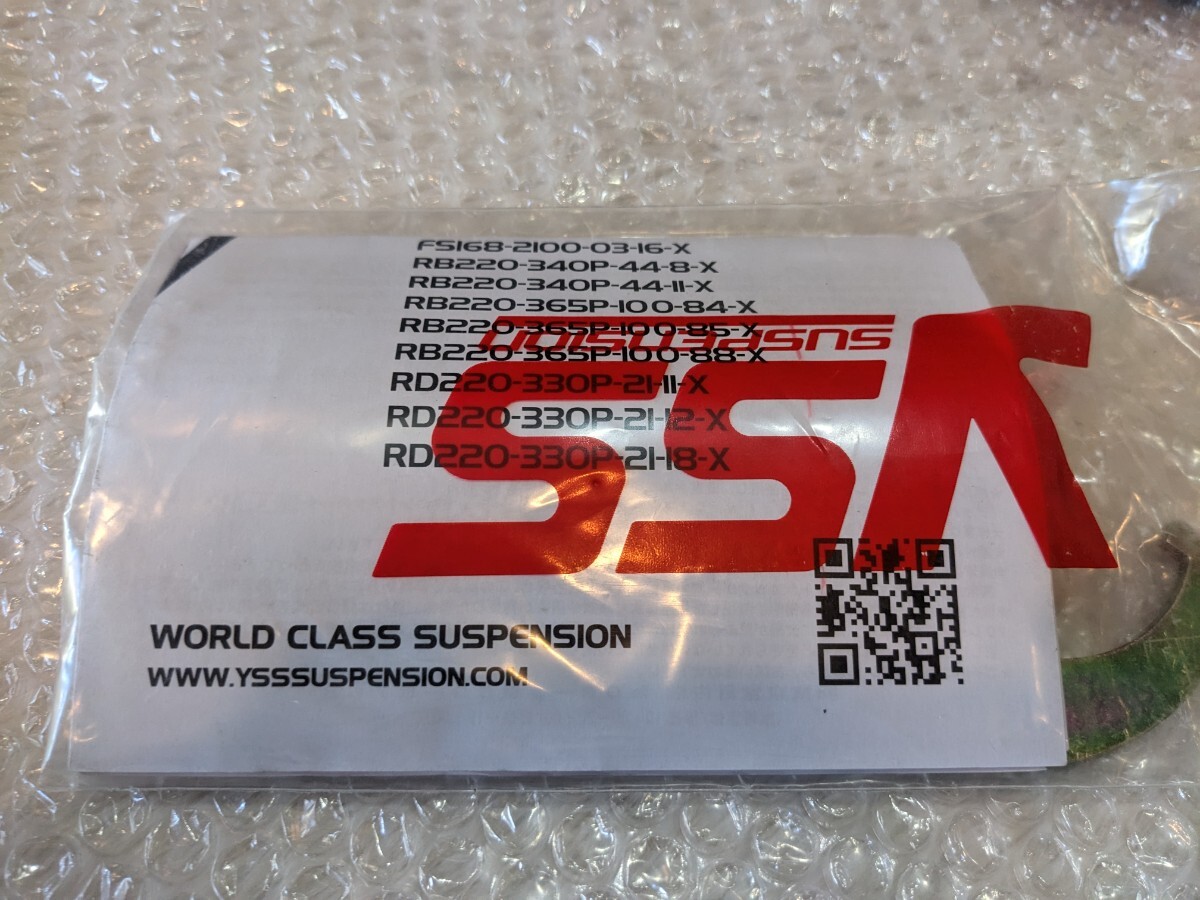 FS168-2100-03-16-X
RB220-340P-44-8-X
RB220-340P-44-11-X
RB220-365P-100-84-X
RB220-365P-100-85-X
RB220-365P-100-88-X
RD220-330P-21-11-X
RD220-330P-21-12-X
RD220-330P-21-18-X
SUSPENSION
YSS
WORLD CLASS SUSPENSION
WWW.YSSSUSPENSION.COM